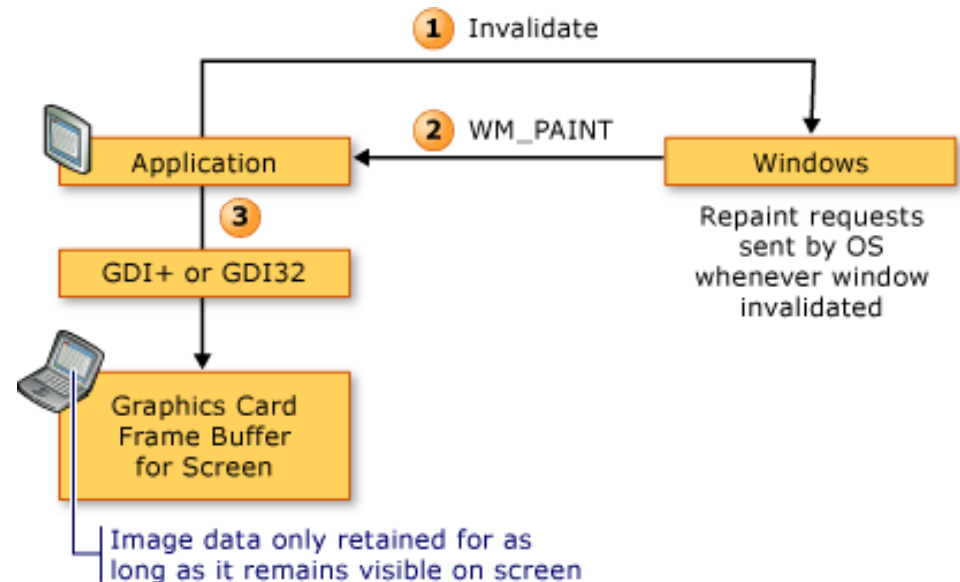 1 Invalidate
2 WM_PAINT
Application
Windows
3
Repaint requests
sent by OS
whenever window
invalidated
GDI+ or GDI32
Graphics Card
Frame Buffer
for Screen
Image data only retained for as
long as it remains visible on screen